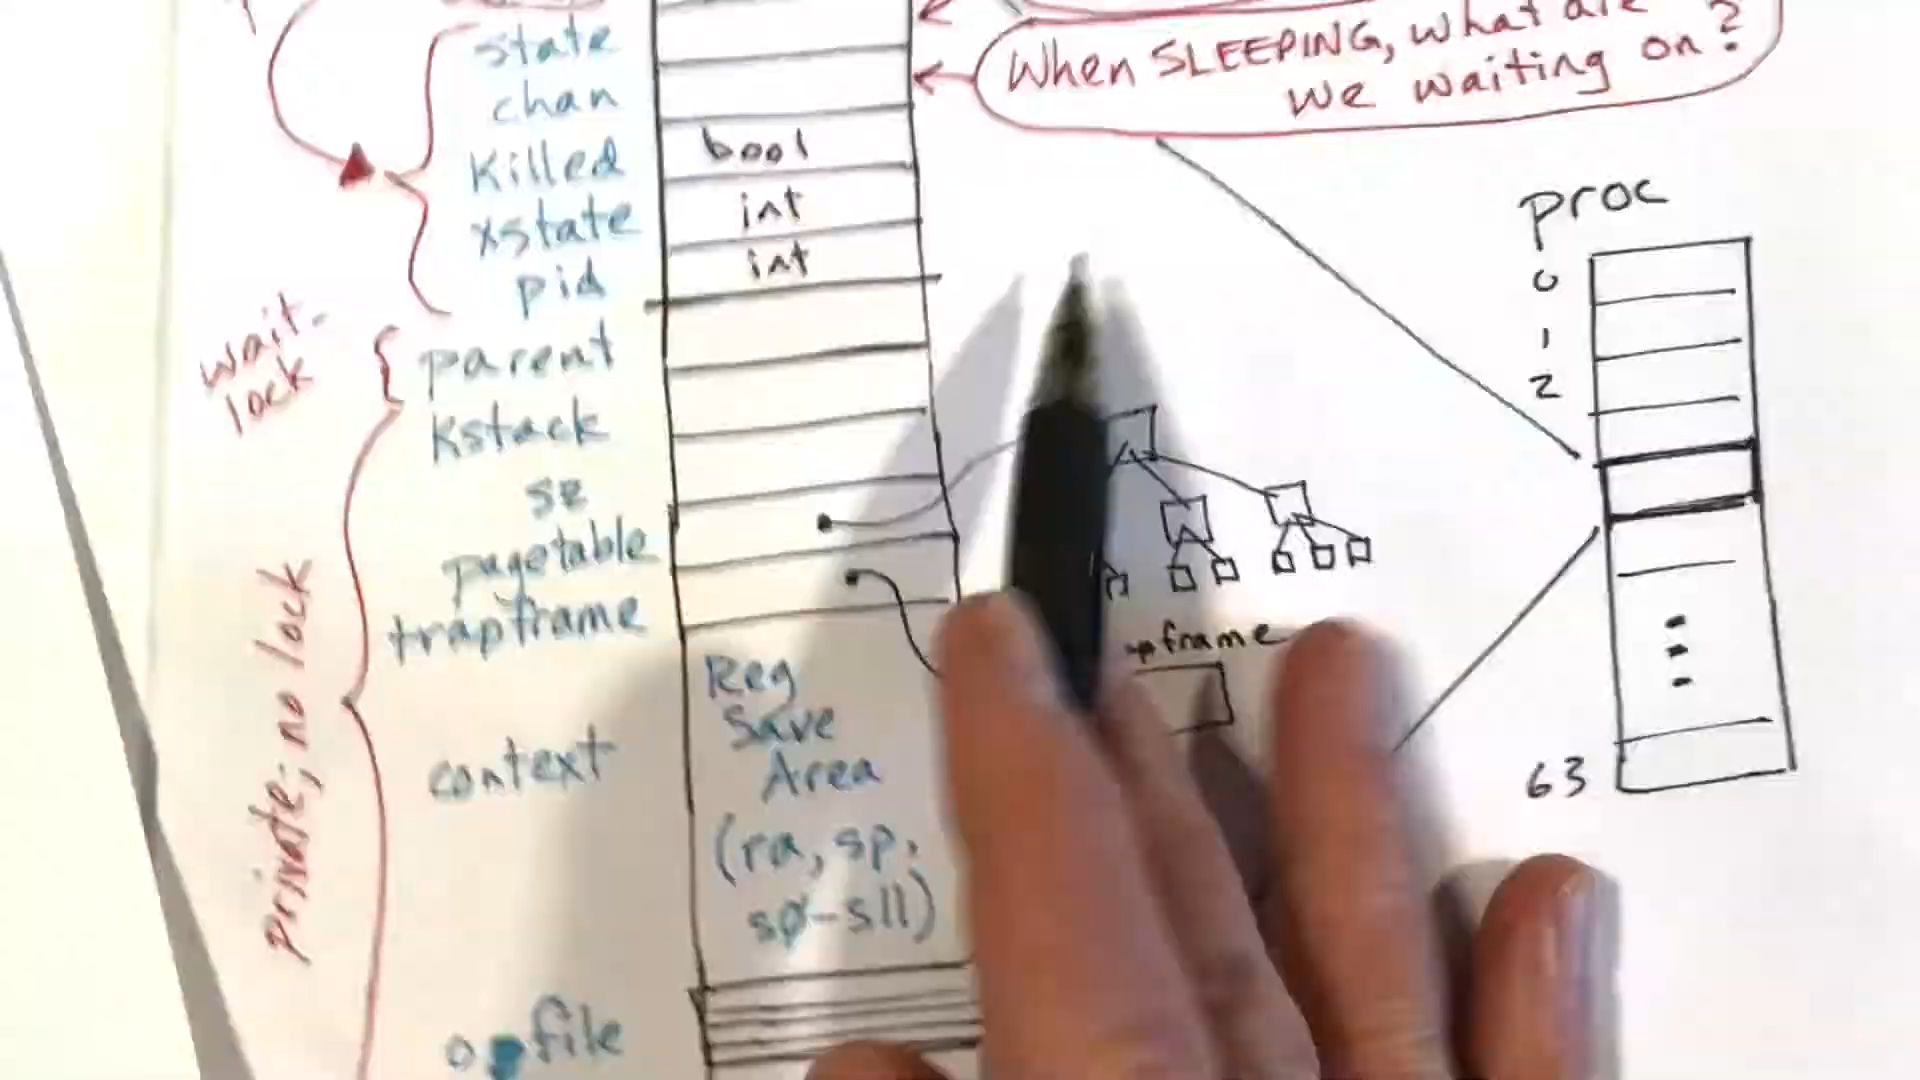 state
chan
killed
xstate
pid
wait-
lock
parent
kstack
sz
pagetable
trapframe
private; no lock
context
ofile
bool
int
int
Reg
Save
Area
(ra, sp,
s0-s11)
When SLEEPING, what are
we waiting on?
proc
0
1
2
63
pframe